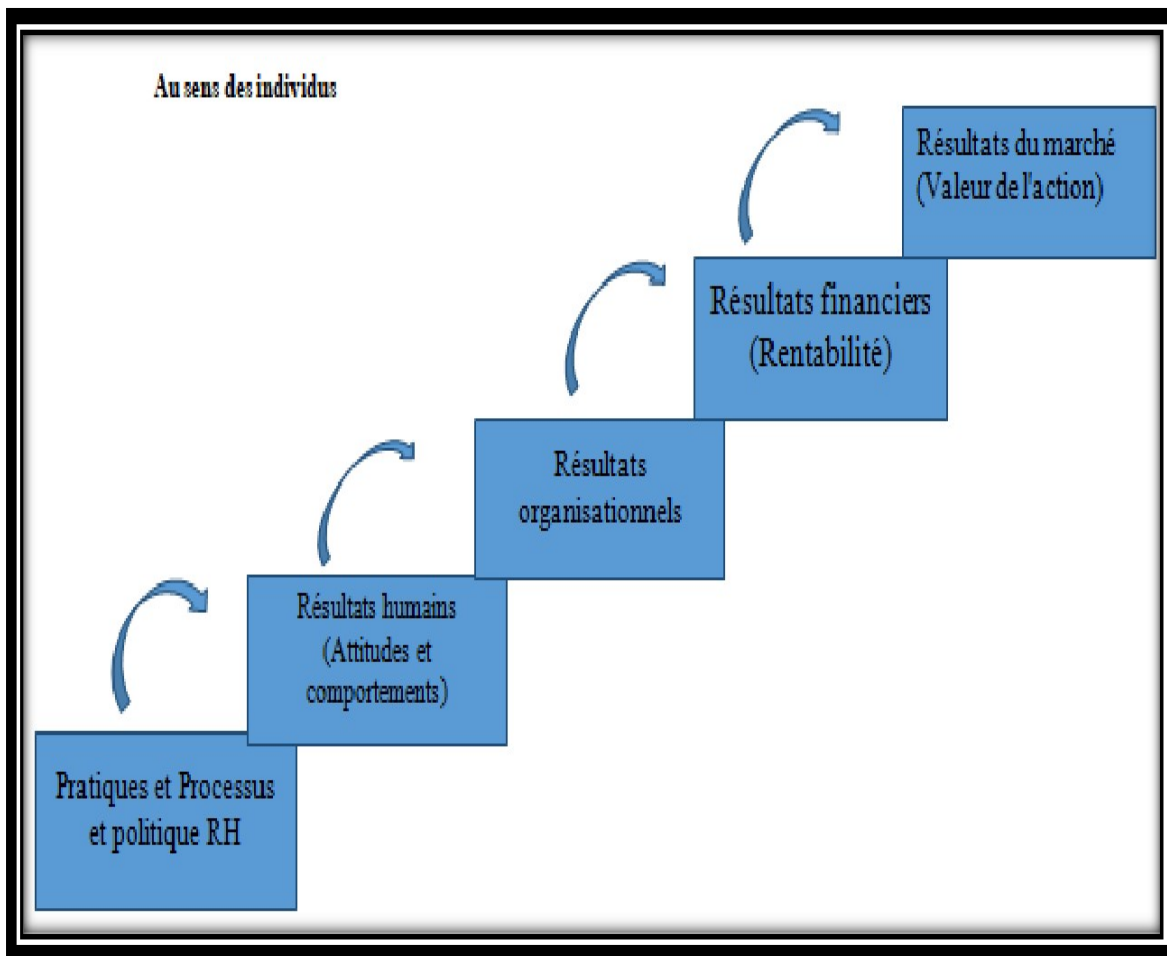 Au sens des individus
Résultats du marché
(Valeur de l'action)
Résultats financiers
(Rentabilité)
Résultats
organisationnels
Résultats humains
(Attitudes et
comportements)
Pratiques et Processus
et politique RH